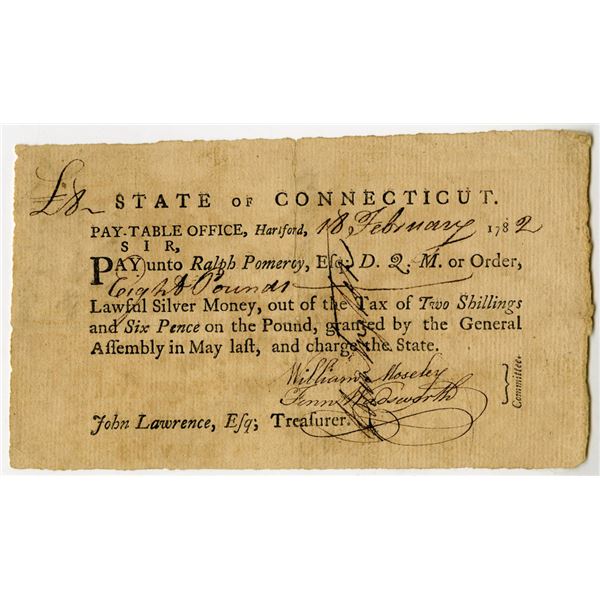 £8~
STATE OF CONNECTICUT.
PAY-TABLE OFFICE, Hartford, 18 February 1782
SIR,
PAY unto Ralph Pomeroy, Esq; D. Q. M. or Order,
Eight Pounds
Lawful Silver Money, out of the Tax of Two Shillings
and Six Pence on the Pound, granted by the General
Assembly in May last, and charge the State.
William Moseley
Fenn Wadsworth
Committee.
John Lawrence, Esq; Treasurer.